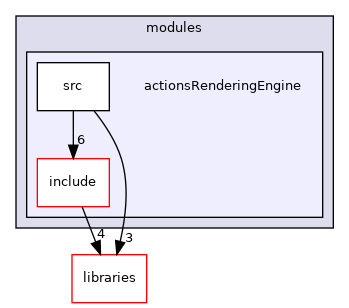 modules
src
actionsRenderingEngine
6
include
4
3
libraries